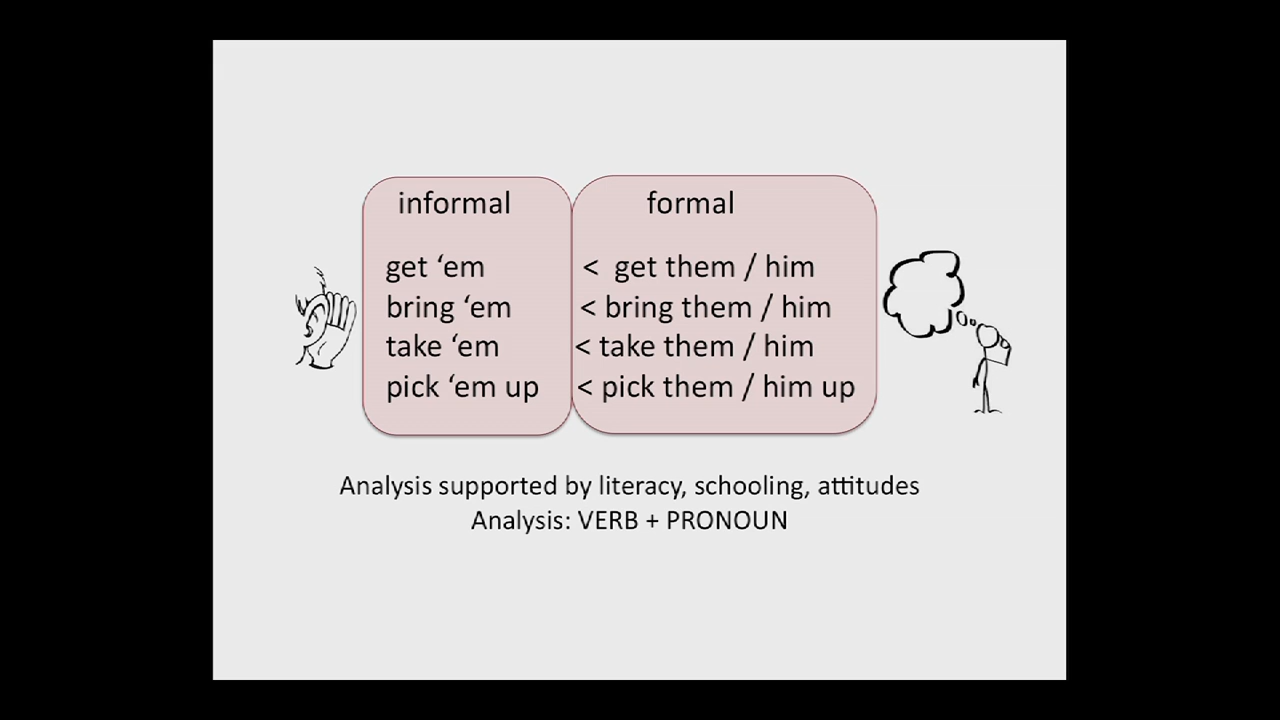 informal formal
get ‘em < get them / him
bring ‘em < bring them / him
take ‘em < take them / him
pick ‘em up < pick them / him up
Analysis supported by literacy, schooling, attitudes
Analysis: VERB + PRONOUN